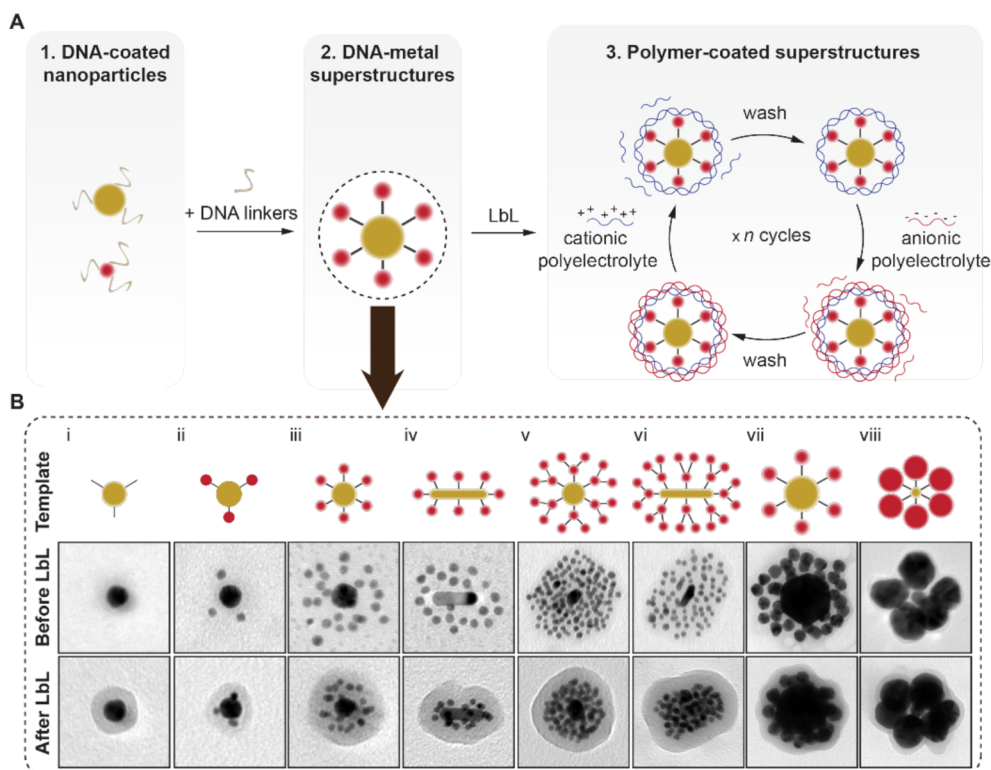 A
1. DNA-coated
nanoparticles
2. DNA-metal
superstructures
3. Polymer-coated superstructures
+ DNA linkers
LbL
wash
+ + + + + +
cationic
polyelectrolyte
x n cycles
- - - - -
anionic
polyelectrolyte
wash
B
i ii iii iv v vi vii viii
Template
Before LbL
After LbL